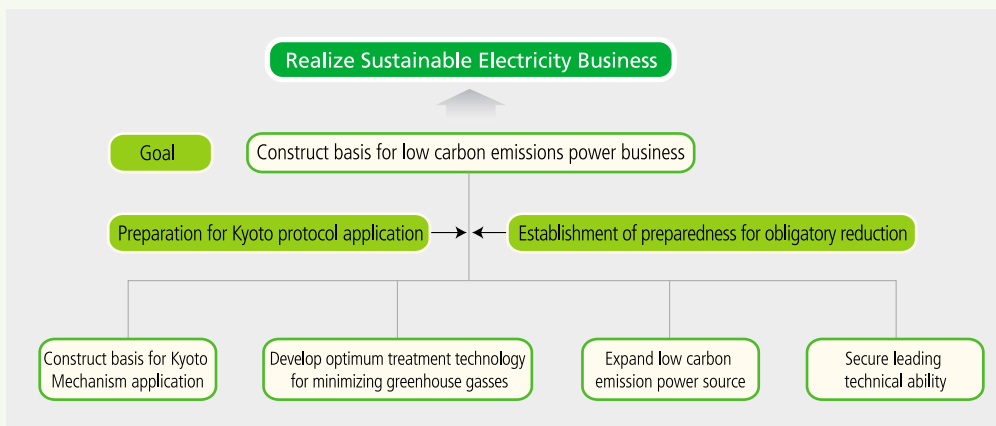 Realize Sustainable Electricity Business
Goal
Construct basis for low carbon emissions power business
Preparation for Kyoto protocol application
Establishment of preparedness for obligatory reduction
Construct basis for Kyoto
Mechanism application
Develop optimum treatment technology
for minimizing greenhouse gasses
Expand low carbon
emission power source
Secure leading
technical ability